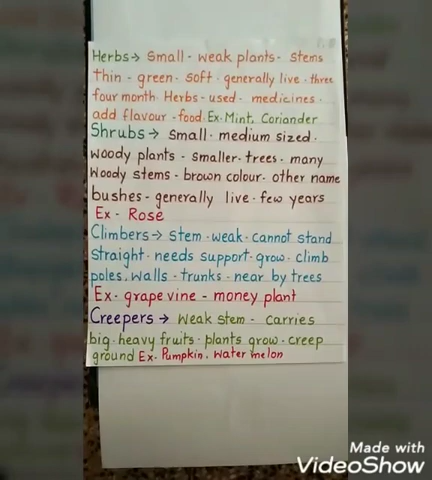 Herbs → Small - weak plants - stems
thin - green - soft - generally live - three
four month - Herbs - used - medicines -
add flavour - food Ex. Mint, Coriander
Shrubs → small - medium sized -
woody plants - smaller - trees - many
woody stems - brown colour - other name
bushes - generally live - few years
Ex - Rose
Climbers → stem - weak - cannot stand
straight - needs support - grow - climb
poles, walls - trunks - near by trees
Ex - grape vine - money plant
Creepers → weak stem - carries
big - heavy fruits - plants grow - creep
ground Ex - Pumpkin, water melon
Made with
VideoShow